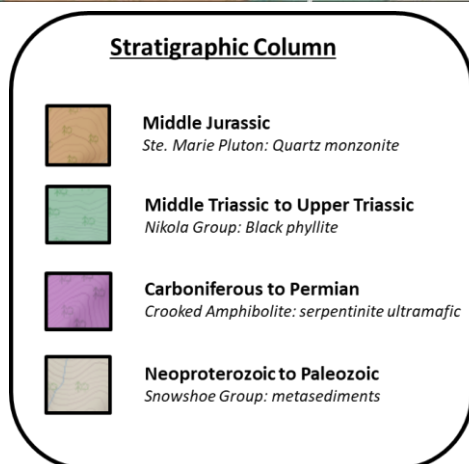 Stratigraphic Column
Middle Jurassic
Ste. Marie Pluton: Quartz monzonite
Middle Triassic to Upper Triassic
Nikola Group: Black phyllite
Carboniferous to Permian
Crooked Amphibolite: serpentinite ultramafic
Neoproterozoic to Paleozoic
Snowshoe Group: metasediments